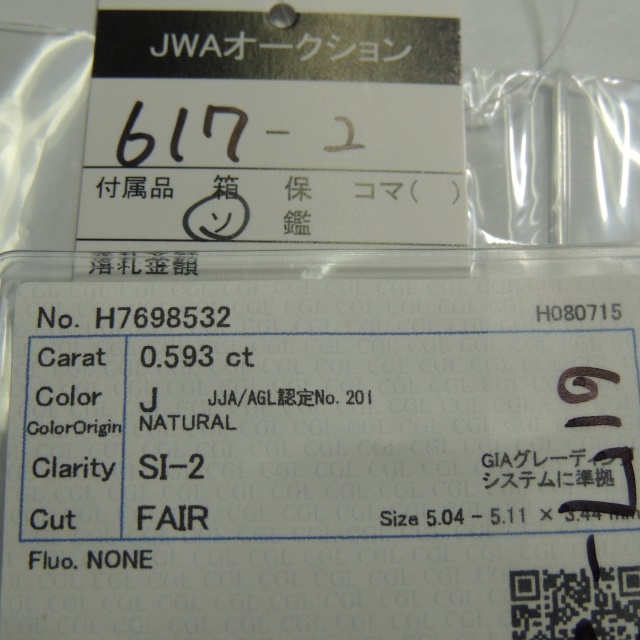 JWAオークション
617-2
付属品 箱 保 コマ( )
ソ 鑑
落札金額
No. H7698532 H080715
Carat 0.593 ct
Color J JJA/AGL認定No. 201
ColorOrigin NATURAL
Clarity SI-2 GIAグレーディン
システムに準拠
Cut FAIR Size 5.04 - 5.11 × 3.44 mm
Fluo. NONE
617-